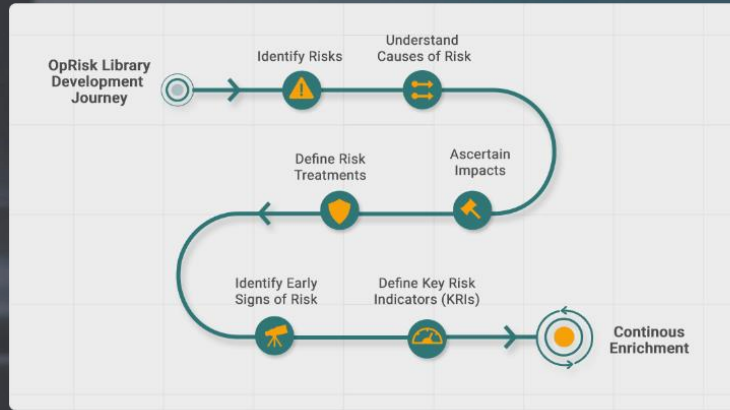 OpRisk Library
Development
Journey
Identify Risks
Understand
Causes of Risk
Define Risk
Treatments
Ascertain
Impacts
Identify Early
Signs of Risk
Define Key Risk
Indicators (KRIs)
Continous
Enrichment